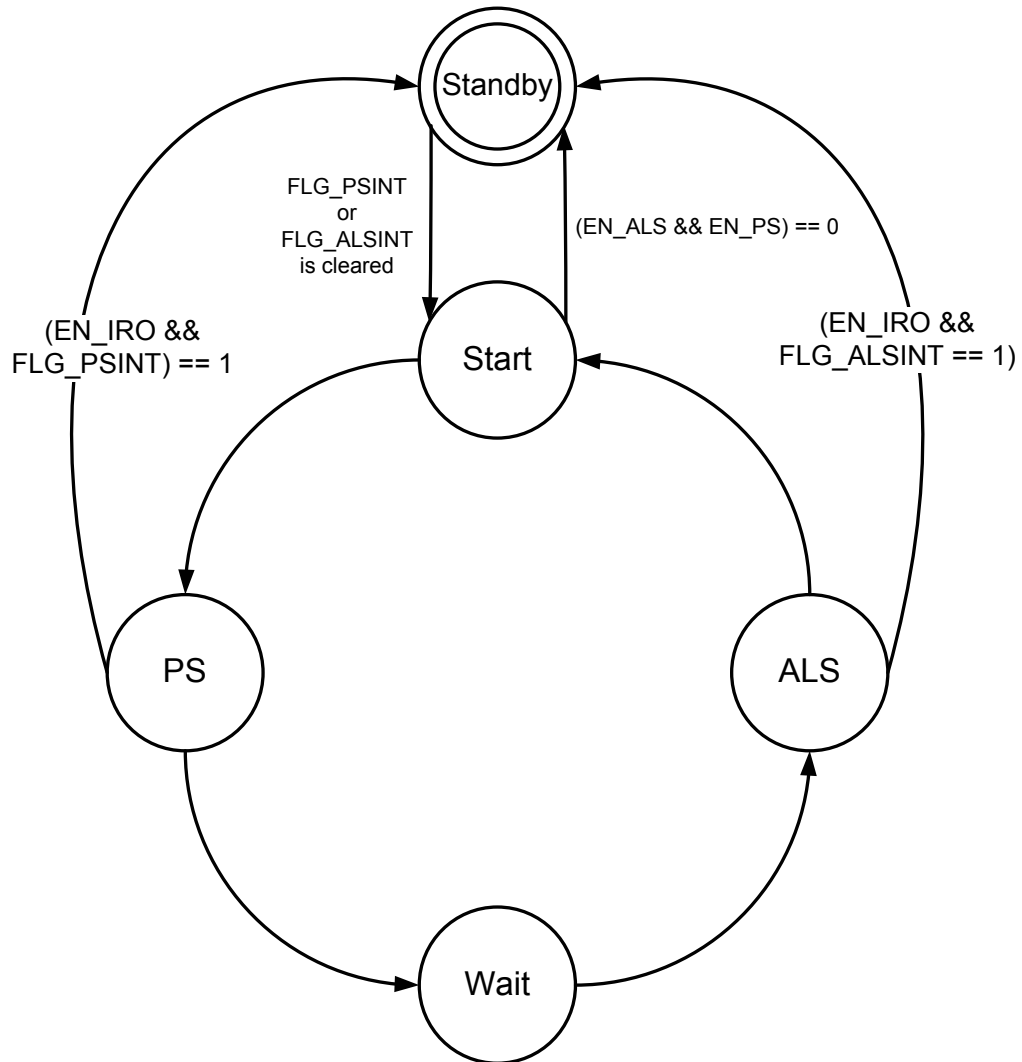 Standby
FLG_PSINT
or
FLG_ALSINT
is cleared
(EN_ALS && EN_PS) == 0
(EN_IRO &&
FLG_PSINT) == 1
Start
(EN_IRO &&
FLG_ALSINT == 1)
PS
ALS
Wait